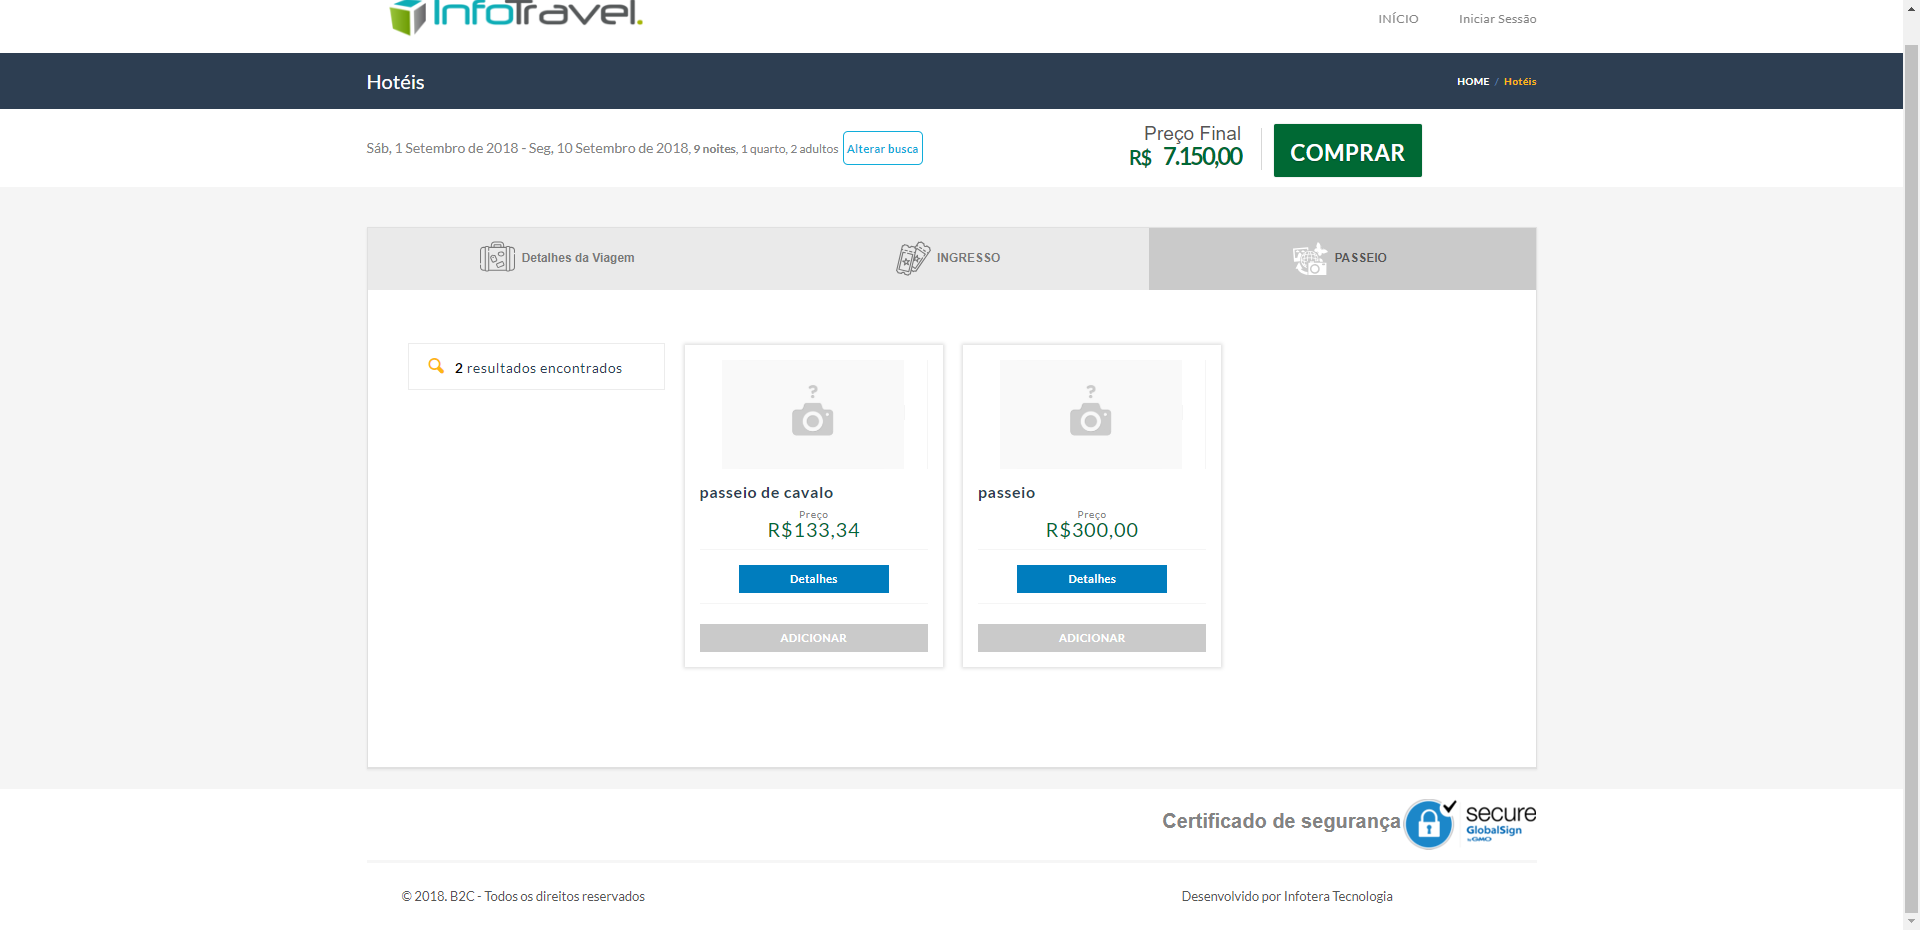 InfoTravel.
INÍCIO
Iniciar Sessão
Hotéis
HOME / Hotéis
Sáb, 1 Setembro de 2018 - Seg, 10 Setembro de 2018, 9 noites, 1 quarto, 2 adultos
Alterar busca
Preço Final
R$ 7.150,00
COMPRAR
Detalhes da Viagem
INGRESSO
PASSEIO
2 resultados encontrados
?
passeio de cavalo
Preço
R$133,34
Detalhes
ADICIONAR
?
passeio
Preço
R$300,00
Detalhes
ADICIONAR
Certificado de segurança
secure
GlobalSign
by GMO
© 2018. B2C - Todos os direitos reservados
Desenvolvido por Infotera Tecnologia